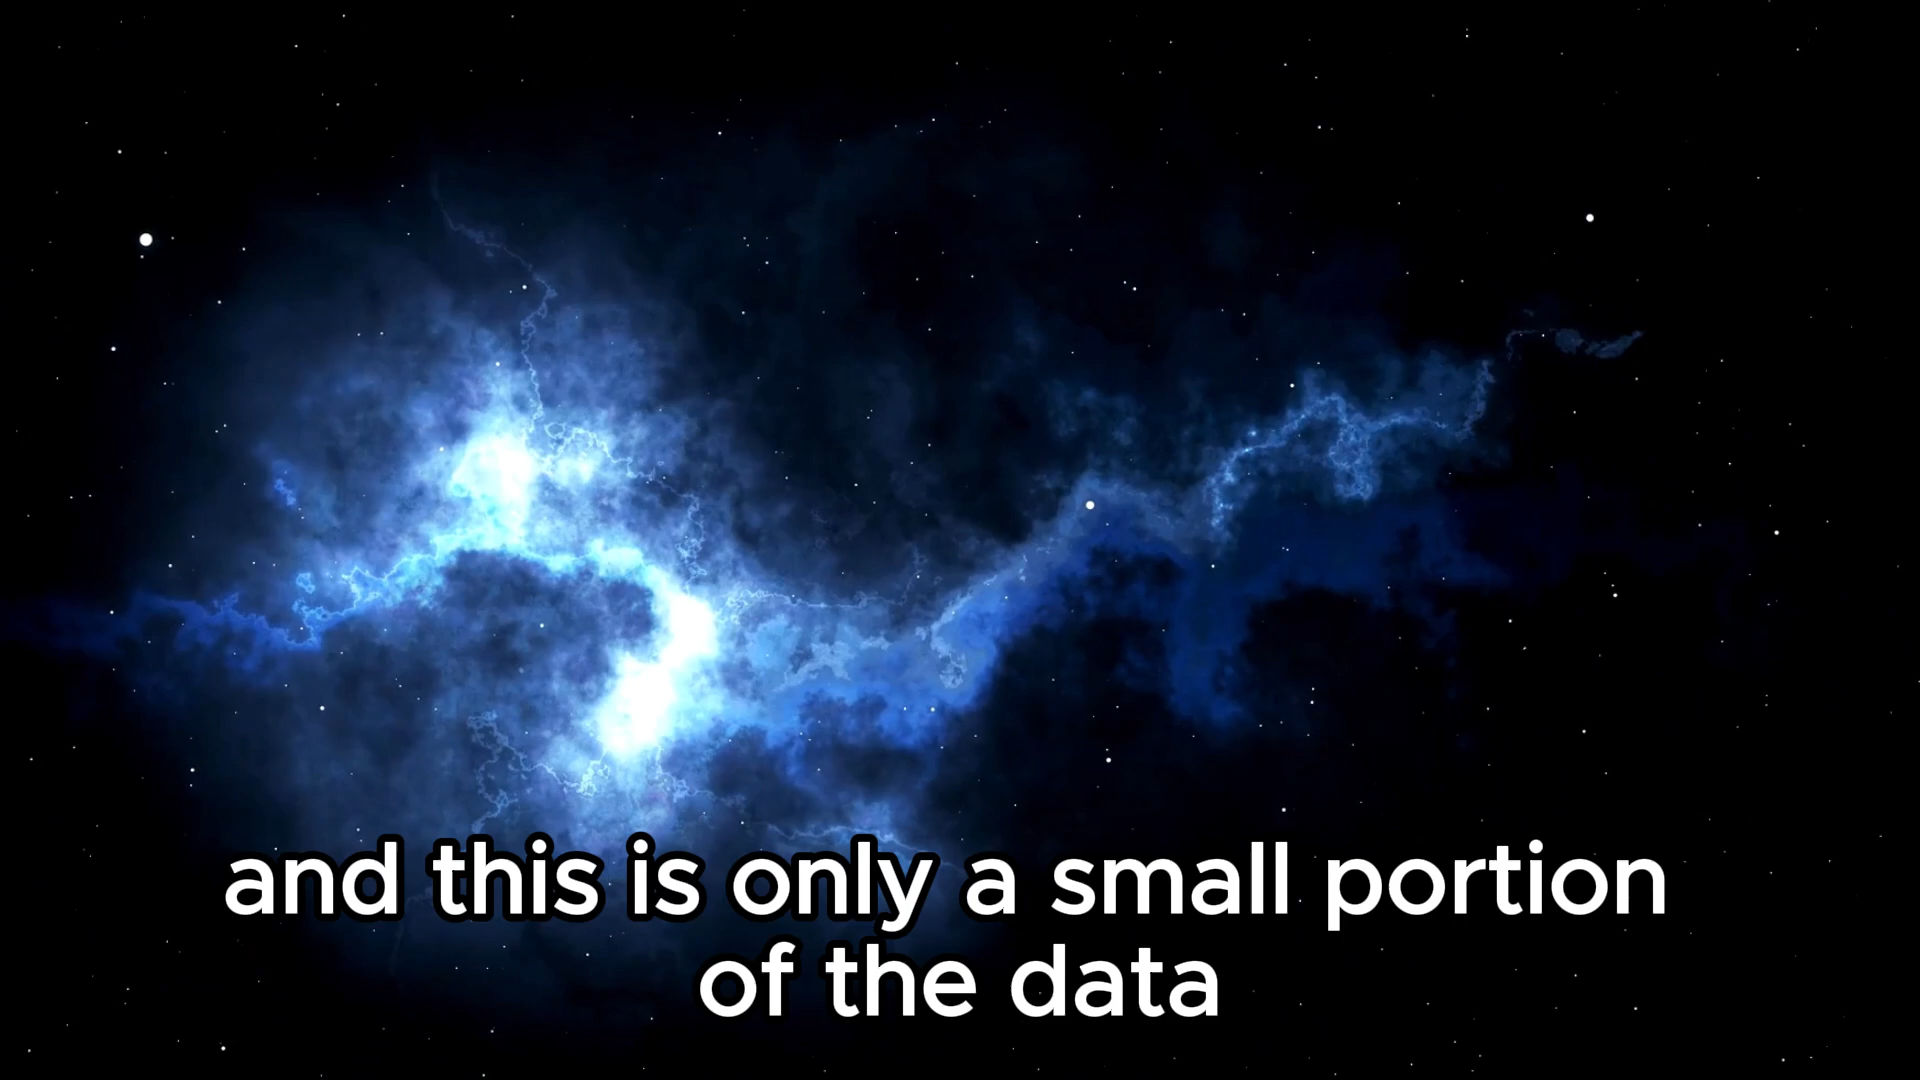 and this is only a small portion
of the data